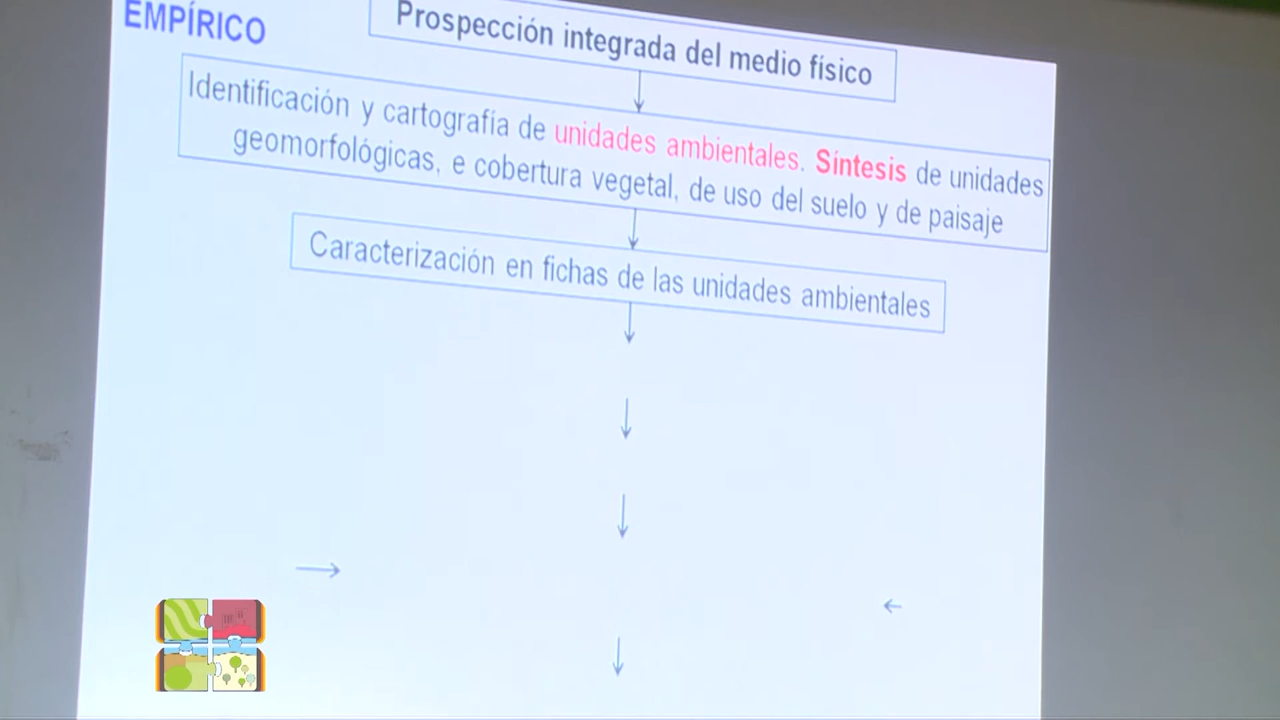 EMPÍRICO
Prospección integrada del medio físico
Identificación y cartografía de unidades ambientales. Síntesis de unidades
geomorfológicas, e cobertura vegetal, de uso del suelo y de paisaje
Caracterización en fichas de las unidades ambientales